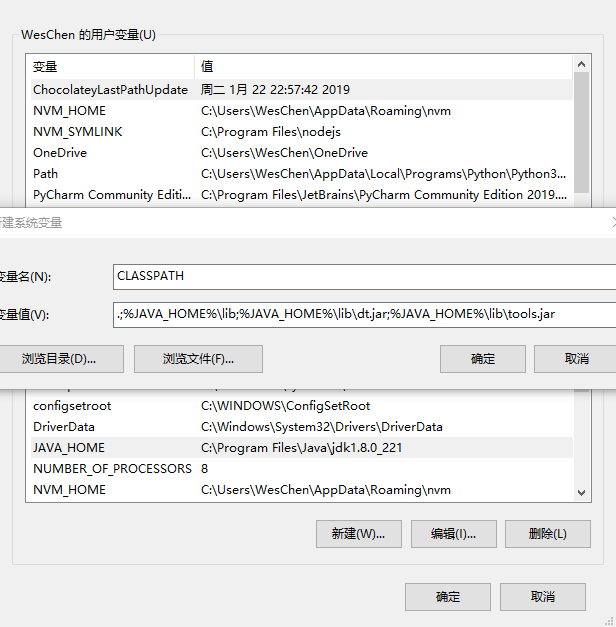 WesChen 的用户变量(U)
变量 值
ChocolateyLastPathUpdate 周二 1月 22 22:57:42 2019
NVM_HOME C:\Users\WesChen\AppData\Roaming\nvm
NVM_SYMLINK C:\Program Files\nodejs
OneDrive C:\Users\WesChen\OneDrive
Path C:\Users\WesChen\AppData\Local\Programs\Python\Python3...
PyCharm Community Editi... C:\Program Files\JetBrains\PyCharm Community Edition 2019....
新建系统变量
变量名(N): CLASSPATH
变量值(V): .;%JAVA_HOME%\lib;%JAVA_HOME%\lib\dt.jar;%JAVA_HOME%\lib\tools.jar
浏览目录(D)... 浏览文件(F)... 确定 取消
configsetroot C:\WINDOWS\ConfigSetRoot
DriverData C:\Windows\System32\Drivers\DriverData
JAVA_HOME C:\Program Files\Java\jdk1.8.0_221
NUMBER_OF_PROCESSORS 8
NVM_HOME C:\Users\WesChen\AppData\Roaming\nvm
新建(W)... 编辑(I)... 删除(L)
确定 取消